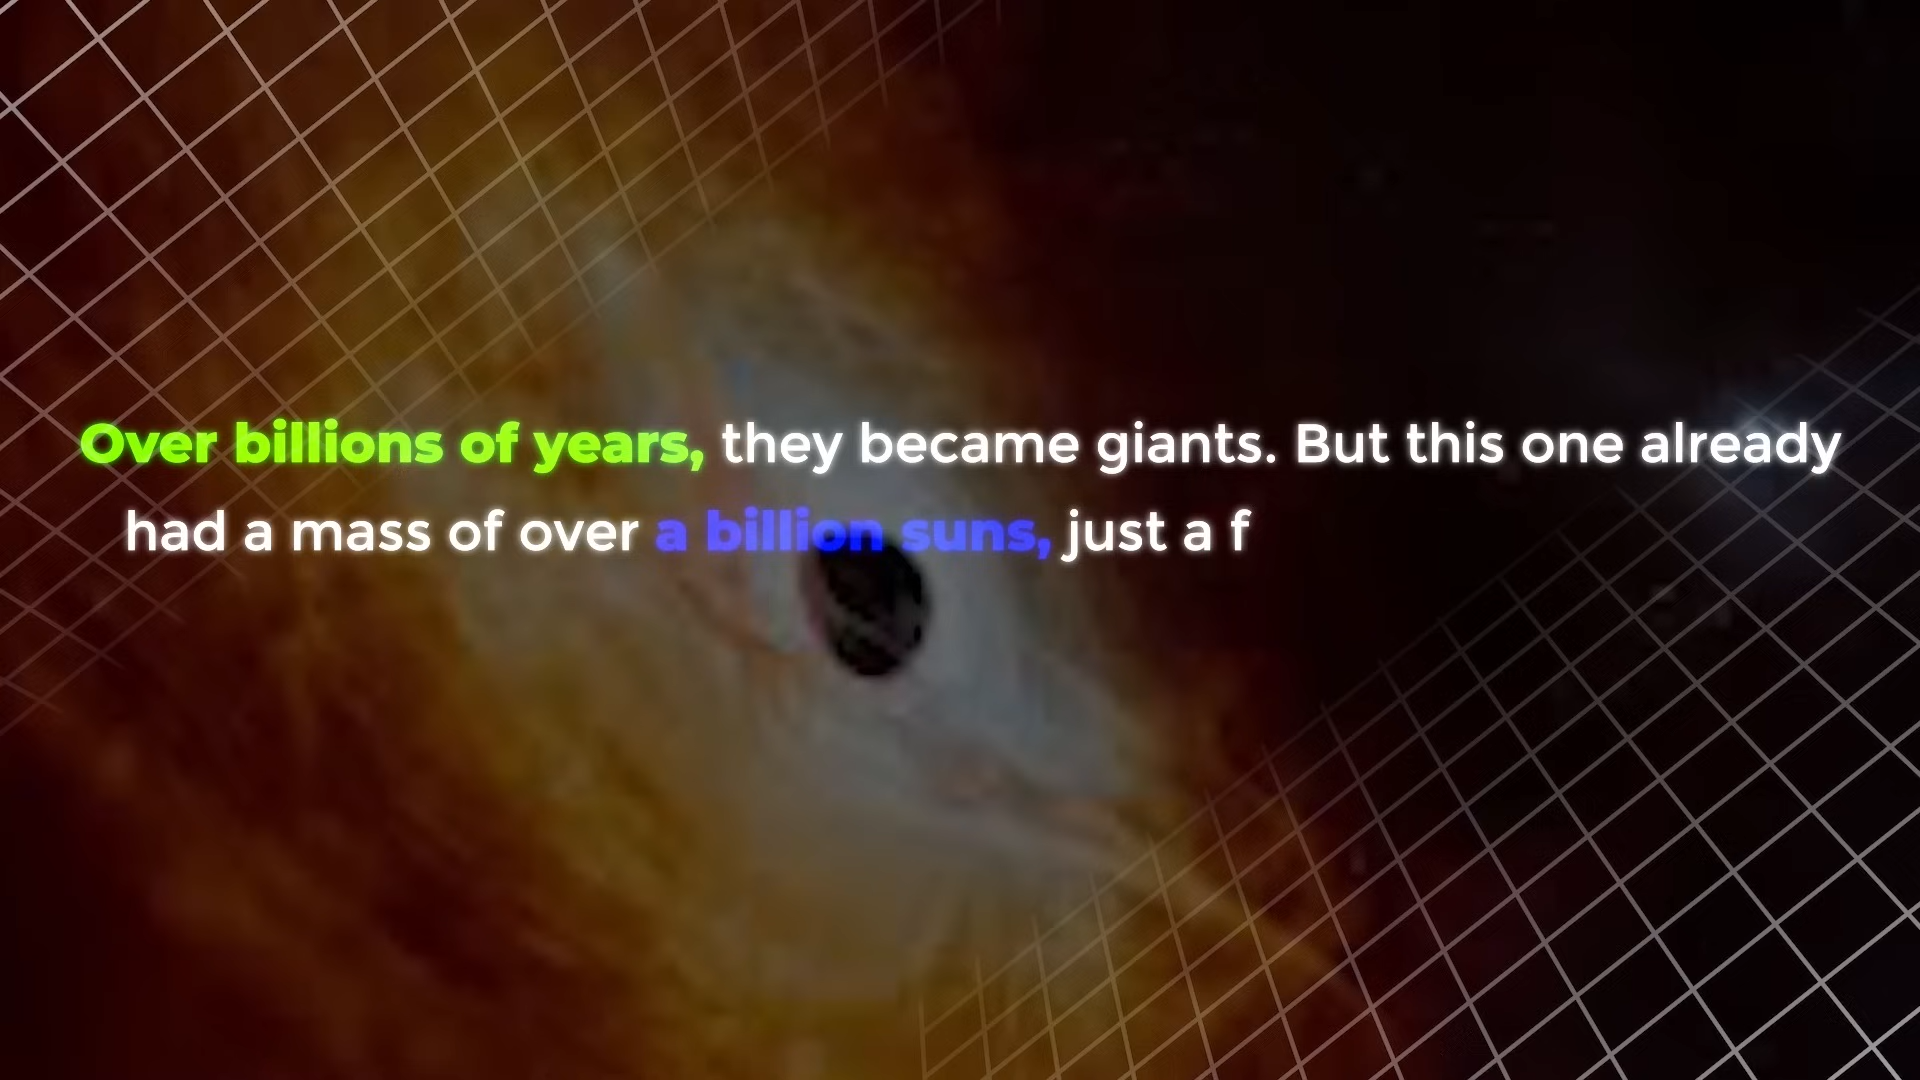 Over billions of years, they became giants. But this one already
had a mass of over a billion suns, just a f